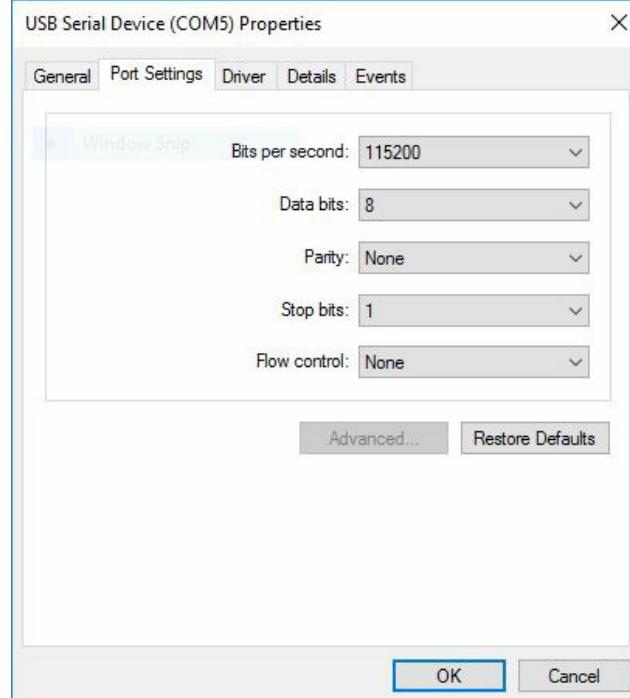 USB Serial Device (COM5) Properties
General Port Settings Driver Details Events
Window Snip
Bits per second: 115200
Data bits: 8
Parity: None
Stop bits: 1
Flow control: None
Advanced... Restore Defaults
OK Cancel